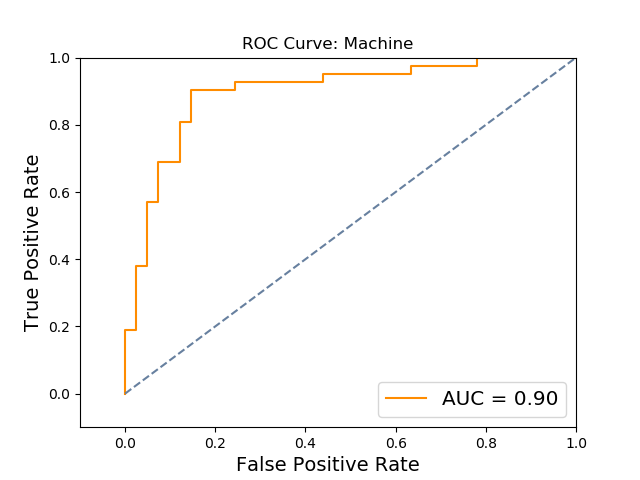 ROC Curve: Machine
1.0
0.8
0.6
0.4
0.2
0.0
True Positive Rate
AUC = 0.90
0.0 0.2 0.4 0.6 0.8 1.0
False Positive Rate